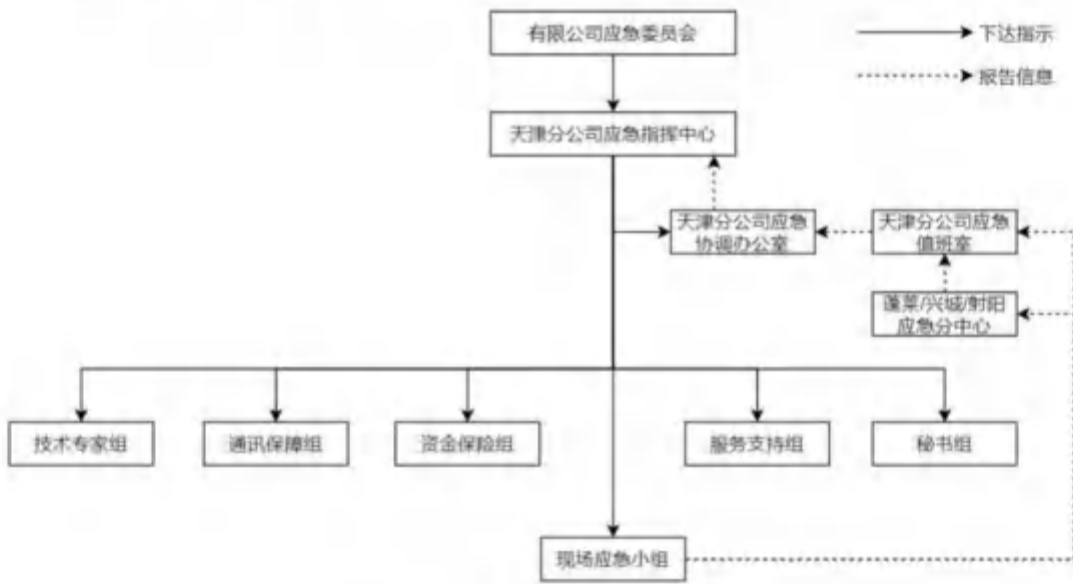 有限公司应急委员会
下达指示
报告信息
天津分公司应急指挥中心
天津分公司应急
协调办公室
天津分公司应急
值班室
蓬莱/兴城/射阳
应急分中心
技术专家组
通讯保障组
资金保险组
服务支持组
秘书组
现场应急小组